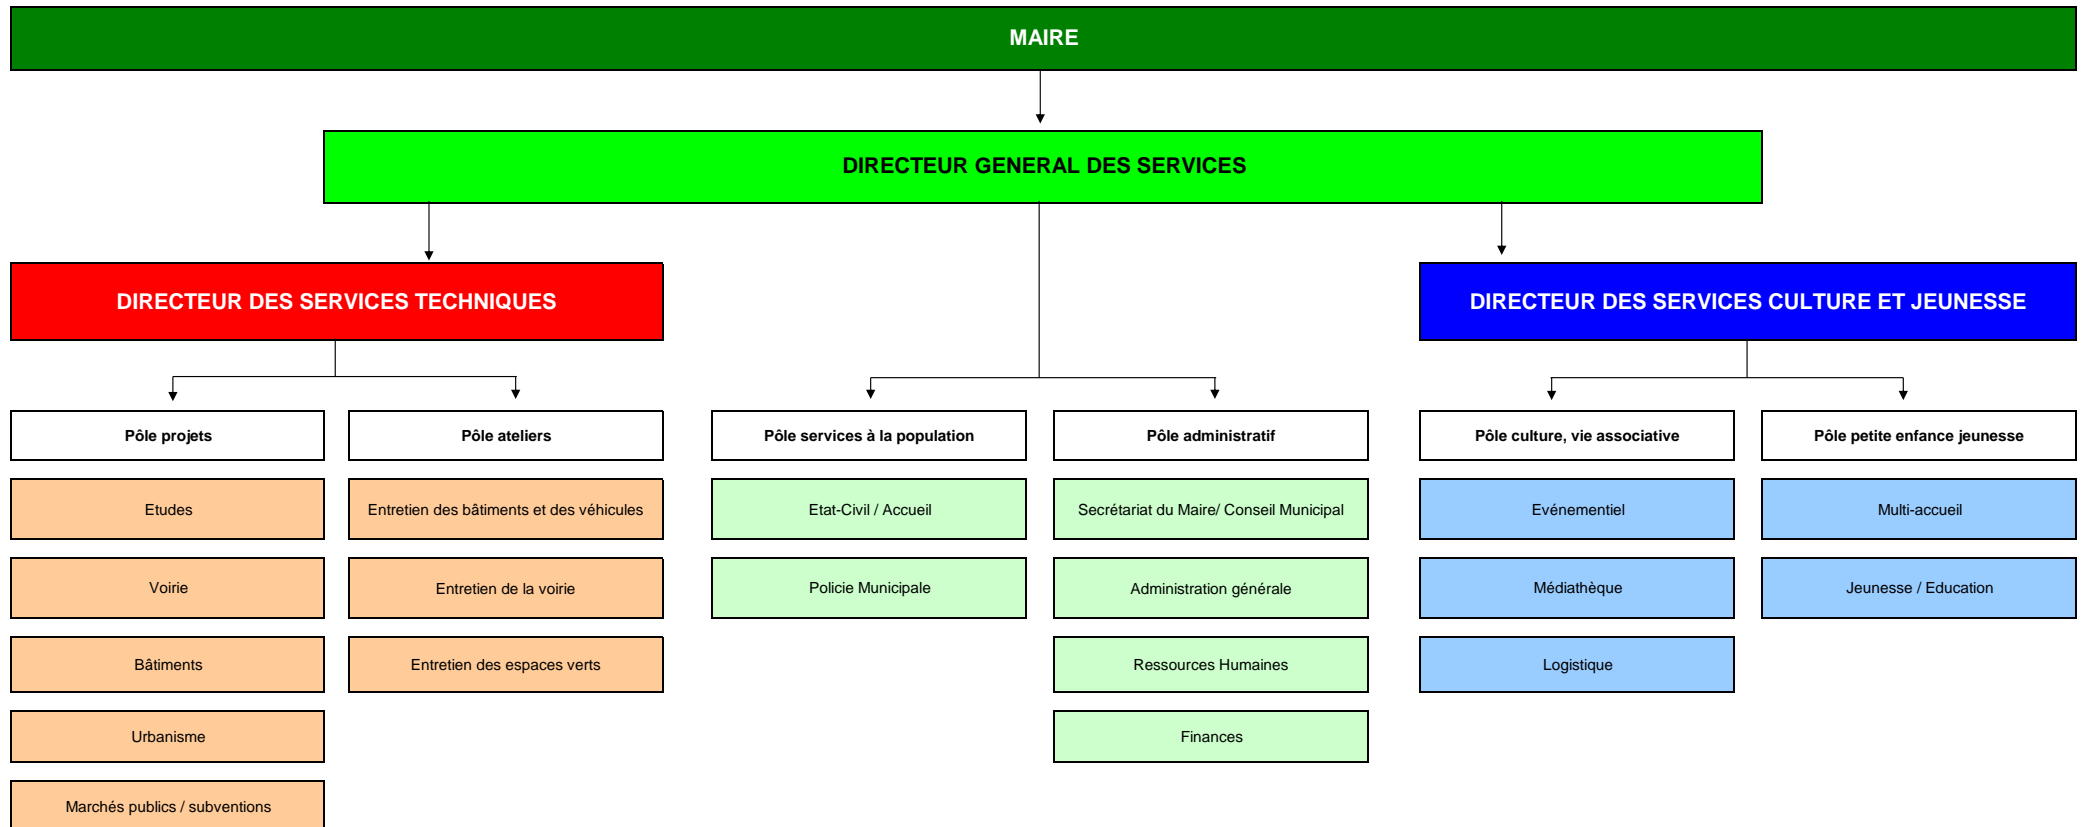 MAIRE
DIRECTEUR GENERAL DES SERVICES
DIRECTEUR DES SERVICES TECHNIQUES
DIRECTEUR DES SERVICES CULTURE ET JEUNESSE
Pôle projets
Pôle ateliers
Pôle services à la population
Pôle administratif
Pôle culture, vie associative
Pôle petite enfance jeunesse
Etudes
Entretien des bâtiments et des véhicules
Etat-Civil / Accueil
Secrétariat du Maire/ Conseil Municipal
Evénementiel
Multi-accueil
Voirie
Entretien de la voirie
Policie Municipale
Administration générale
Médiathèque
Jeunesse / Education
Bâtiments
Entretien des espaces verts
Ressources Humaines
Logistique
Urbanisme
Finances
Marchés publics / subventions